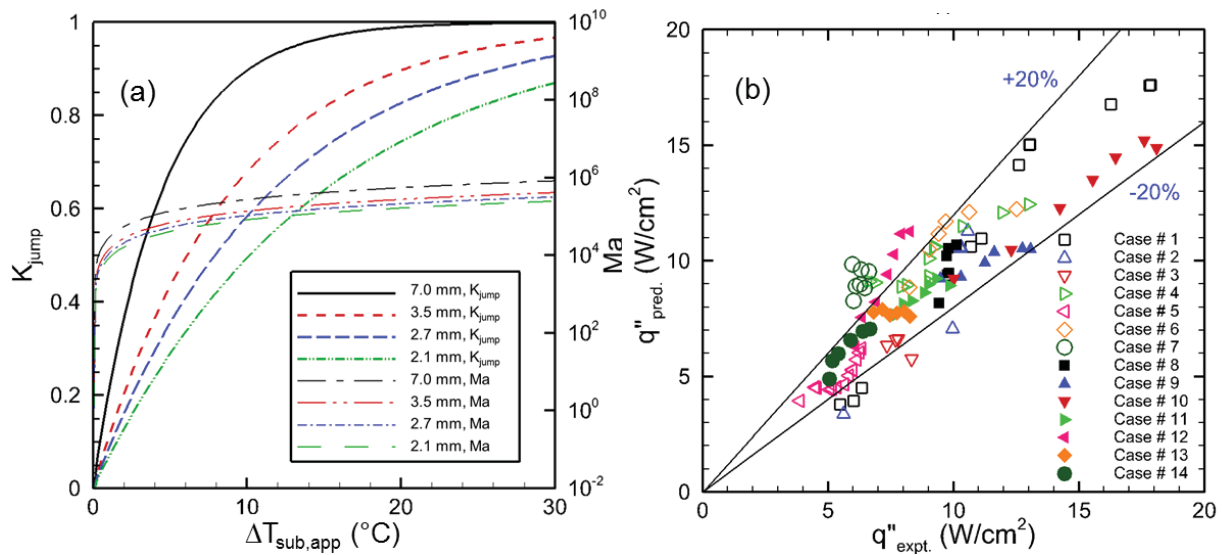 (a)
K_jump
1
0.8
0.6
0.4
0.2
0
0
10
20
30
ΔT_sub,app (°C)
10^10
10^8
10^6
10^4
10^2
10^0
10^-2
Ma
7.0 mm, K_jump
3.5 mm, K_jump
2.7 mm, K_jump
2.1 mm, K_jump
7.0 mm, Ma
3.5 mm, Ma
2.7 mm, Ma
2.1 mm, Ma
(b)
q"_pred. (W/cm²)
20
15
10
5
0
0
5
10
15
20
q"_expt. (W/cm²)
+20%
-20%
Case # 1
Case # 2
Case # 3
Case # 4
Case # 5
Case # 6
Case # 7
Case # 8
Case # 9
Case # 10
Case # 11
Case # 12
Case # 13
Case # 14